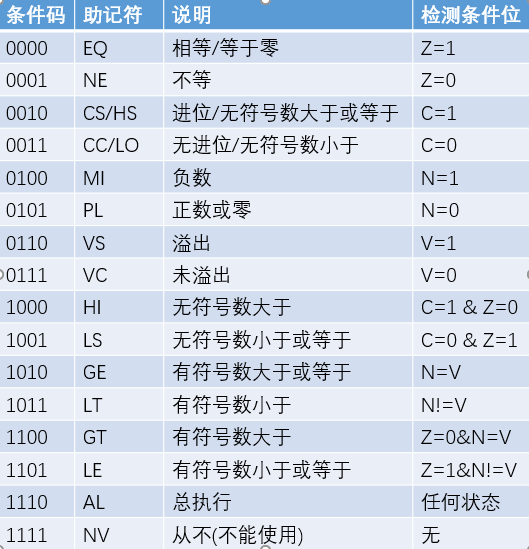 条件码 助记符 说明 检测条件位
0000 EQ 相等/等于零 Z=1
0001 NE 不等 Z=0
0010 CS/HS 进位/无符号数大于或等于 C=1
0011 CC/LO 无进位/无符号数小于 C=0
0100 MI 负数 N=1
0101 PL 正数或零 N=0
0110 VS 溢出 V=1
0111 VC 未溢出 V=0
1000 HI 无符号数大于 C=1 & Z=0
1001 LS 无符号数小于或等于 C=0 & Z=1
1010 GE 有符号数大于或等于 N=V
1011 LT 有符号数小于 N!=V
1100 GT 有符号数大于 Z=0&N=V
1101 LE 有符号数小于或等于 Z=1&N!=V
1110 AL 总执行 任何状态
1111 NV 从不(不能使用) 无